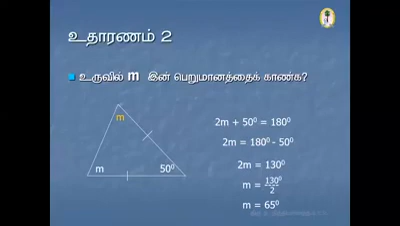 உதாரணம் 2
உருவில் m இன் பெறுமானத்தைக் காண்க?
m
m
50⁰
2m + 50⁰ = 180⁰
2m = 180⁰ - 50⁰
2m = 130⁰
m = 130⁰/2
m = 65⁰